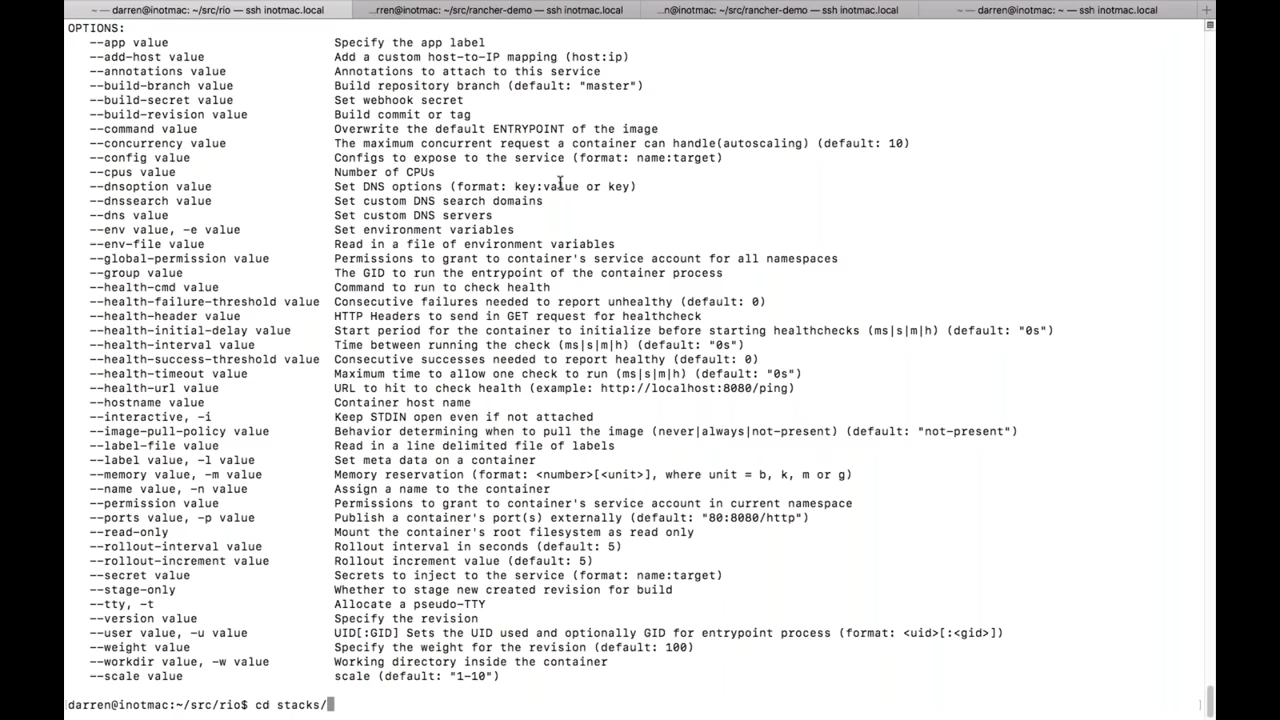 ~ — darren@inotmac: ~/src/rio — ssh inotmac.local
...rren@inotmac: ~/src/rancher-demo — ssh inotmac.local
...n@inotmac: ~/src/rancher-demo — ssh inotmac.local
~ — darren@inotmac: ~ — ssh inotmac.local
+
OPTIONS:
--app value Specify the app label
--add-host value Add a custom host-to-IP mapping (host:ip)
--annotations value Annotations to attach to this service
--build-branch value Build repository branch (default: "master")
--build-secret value Set webhook secret
--build-revision value Build commit or tag
--command value Overwrite the default ENTRYPOINT of the image
--concurrency value The maximum concurrent request a container can handle(autoscaling) (default: 10)
--config value Configs to expose to the service (format: name:target)
--cpus value Number of CPUs
--dnsoption value Set DNS options (format: key:value or key)
--dnssearch value Set custom DNS search domains
--dns value Set custom DNS servers
--env value, -e value Set environment variables
--env-file value Read in a file of environment variables
--global-permission value Permissions to grant to container's service account for all namespaces
--group value The GID to run the entrypoint of the container process
--health-cmd value Command to run to check health
--health-failure-threshold value Consecutive failures needed to report unhealthy (default: 0)
--health-header value HTTP Headers to send in GET request for healthcheck
--health-initial-delay value Start period for the container to initialize before starting healthchecks (ms|s|m|h) (default: "0s")
--health-interval value Time between running the check (ms|s|m|h) (default: "0s")
--health-success-threshold value Consecutive successes needed to report healthy (default: 0)
--health-timeout value Maximum time to allow one check to run (ms|s|m|h) (default: "0s")
--health-url value URL to hit to check health (example: http://localhost:8080/ping)
--hostname value Container host name
--interactive, -i Keep STDIN open even if not attached
--image-pull-policy value Behavior determining when to pull the image (never|always|not-present) (default: "not-present")
--label-file value Read in a line delimited file of labels
--label value, -l value Set meta data on a container
--memory value, -m value Memory reservation (format: <number>[<unit>], where unit = b, k, m or g)
--name value, -n value Assign a name to the container
--permission value Permissions to grant to container's service account in current namespace
--ports value, -p value Publish a container's port(s) externally (default: "80:8080/http")
--read-only Mount the container's root filesystem as read only
--rollout-interval value Rollout interval in seconds (default: 5)
--rollout-increment value Rollout increment value (default: 5)
--secret value Secrets to inject to the service (format: name:target)
--stage-only Whether to stage new created revision for build
--tty, -t Allocate a pseudo-TTY
--version value Specify the revision
--user value, -u value UID[:GID] Sets the UID used and optionally GID for entrypoint process (format: <uid>[:<gid>])
--weight value Specify the weight for the revision (default: 100)
--workdir value, -w value Working directory inside the container
--scale value scale (default: "1-10")
[darren@inotmac:~/src/rio$ cd stacks/ ]